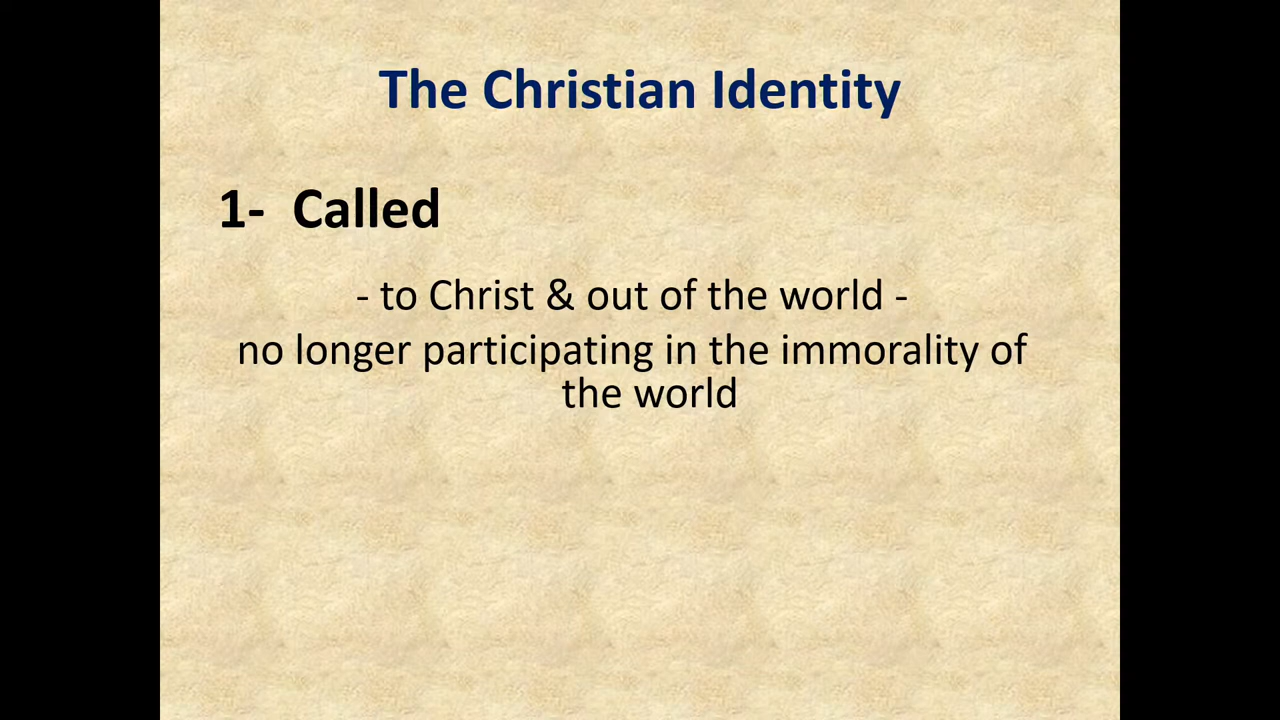 The Christian Identity
1- Called
- to Christ & out of the world -
no longer participating in the immorality of
the world